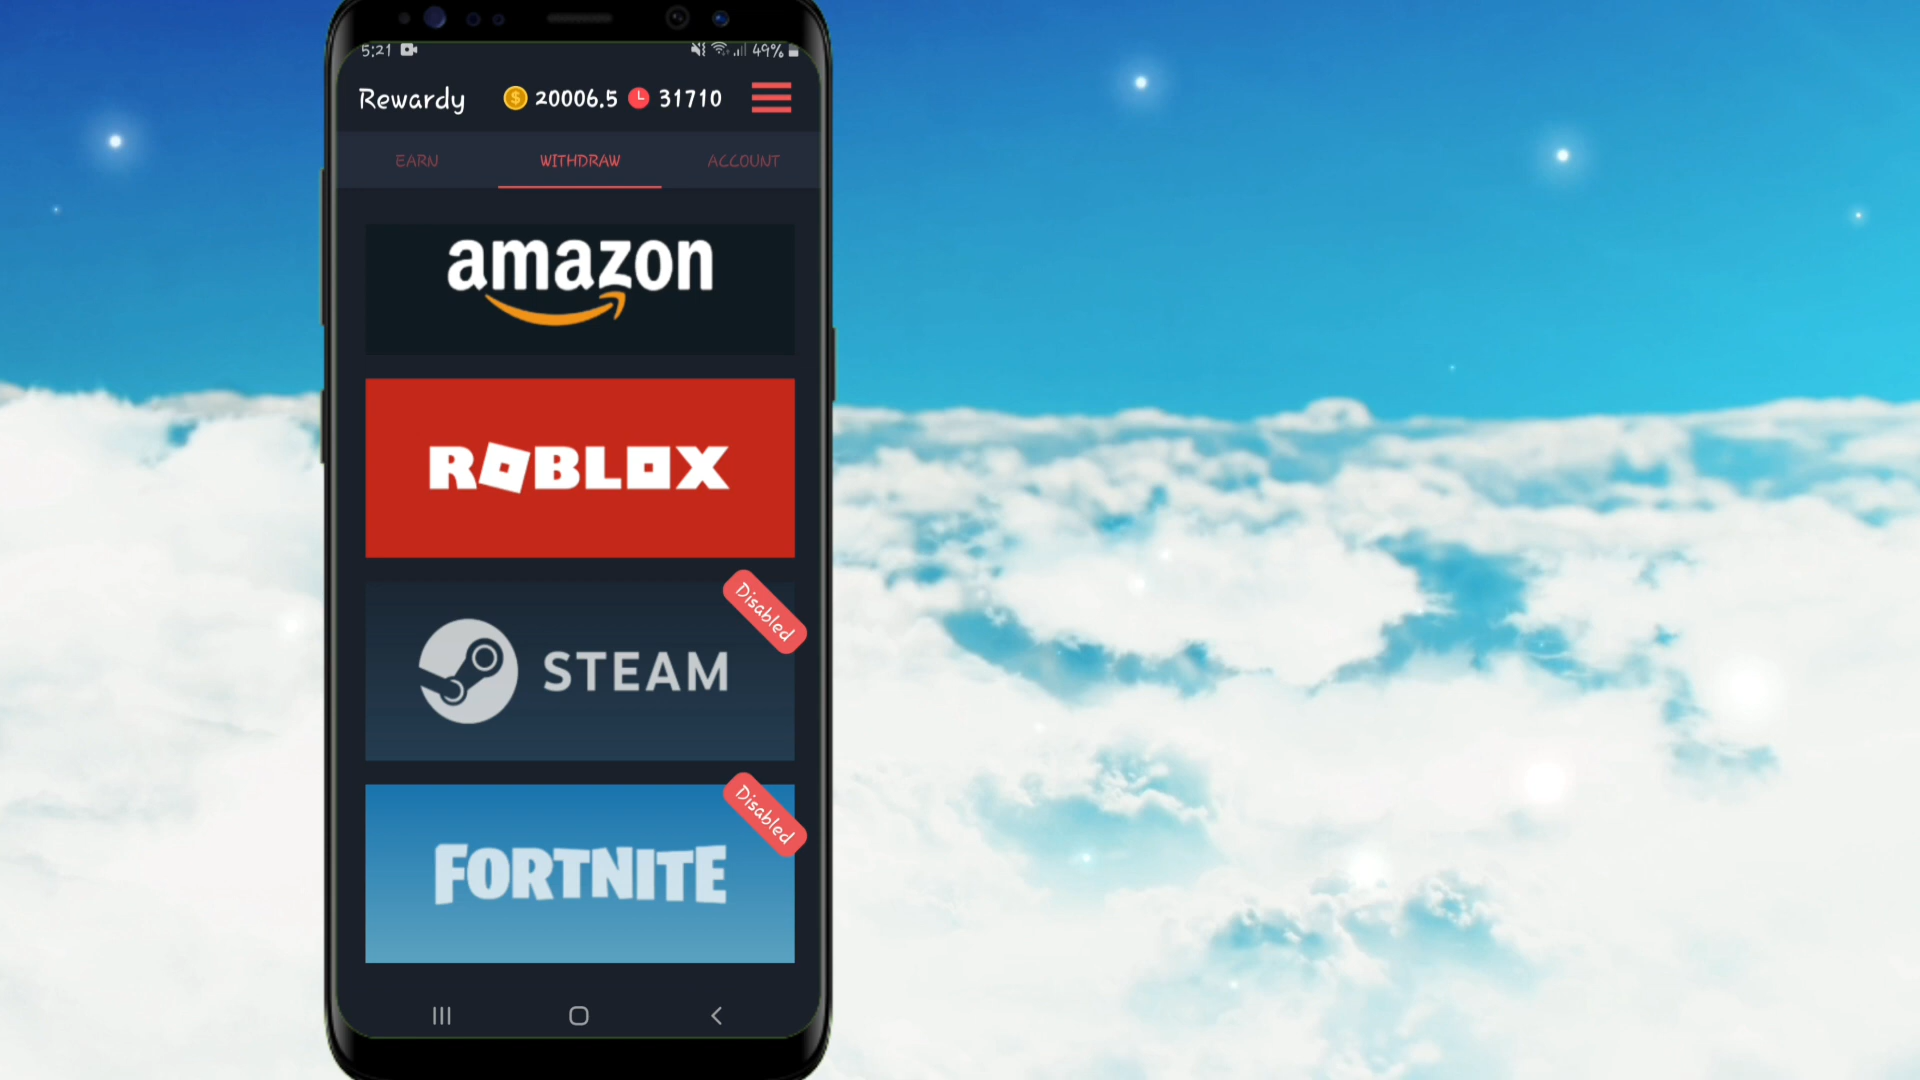 5:21 49%
Rewardy 20006.5 31710
EARN WITHDRAW ACCOUNT
amazon
ROBLOX
Disabled
STEAM
Disabled
FORTNITE